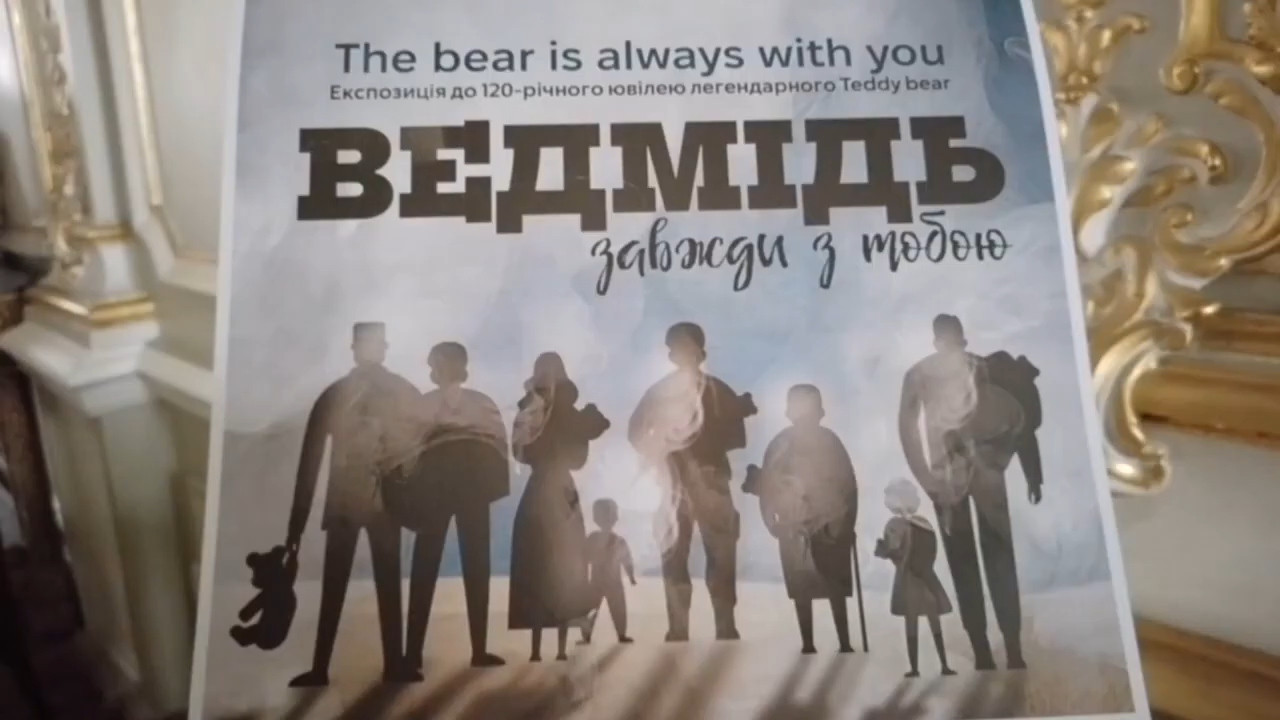 The bear is always with you
Експозиція до 120-річного ювілею легендарного Teddy bear
ВЕДМІДЬ
завжди з тобою